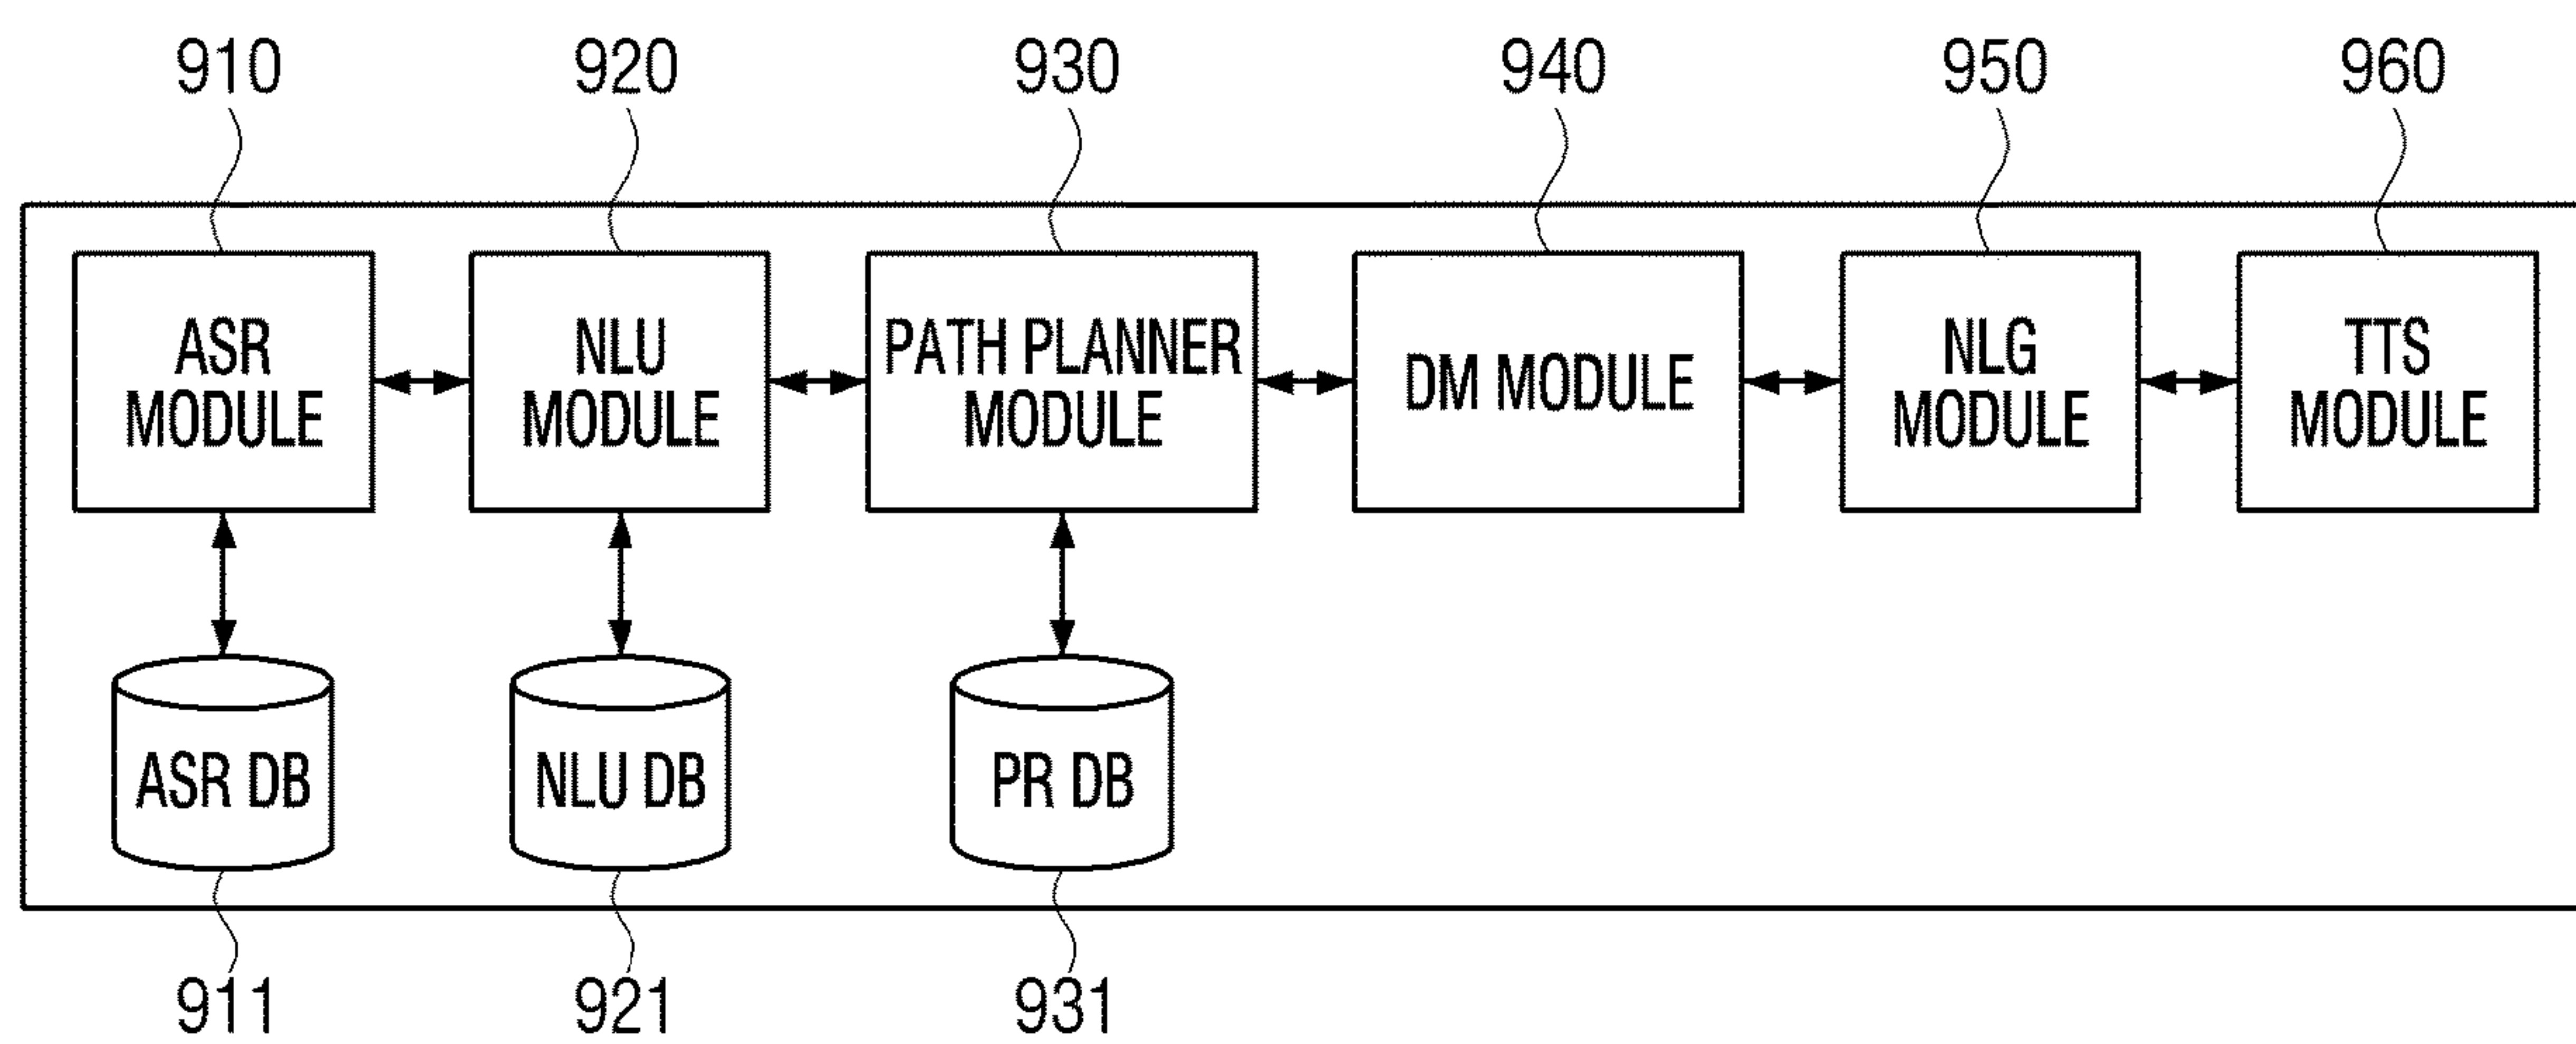 910 920 930 940 950 960
ASR
MODULE
NLU
MODULE
PATH PLANNER
MODULE
DM MODULE
NLG
MODULE
TTS
MODULE
ASR DB
NLU DB
PR DB
911 921 931